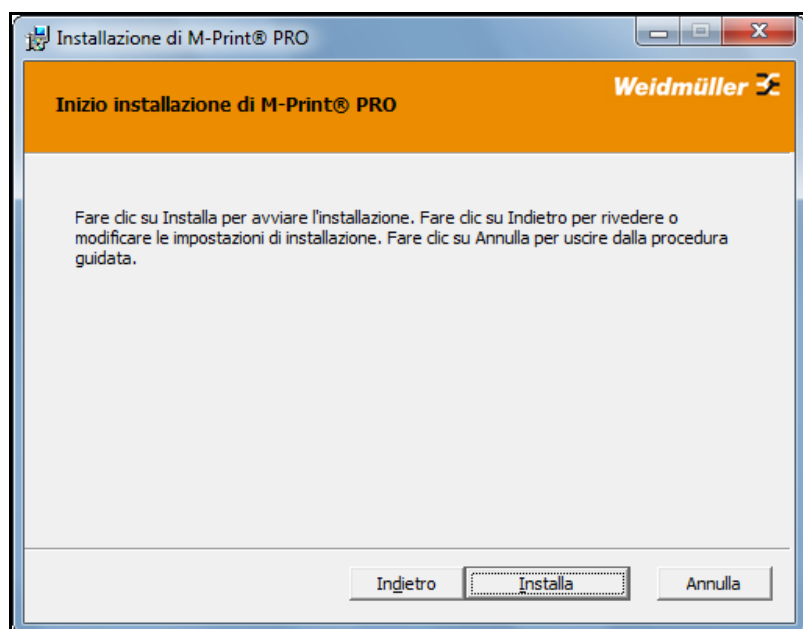 Installazione di M-Print® PRO
Weidmüller
Inizio installazione di M-Print® PRO
Fare clic su Installa per avviare l'installazione. Fare clic su Indietro per rivedere o
modificare le impostazioni di installazione. Fare clic su Annulla per uscire dalla procedura
guidata.
Indietro
Installa
Annulla